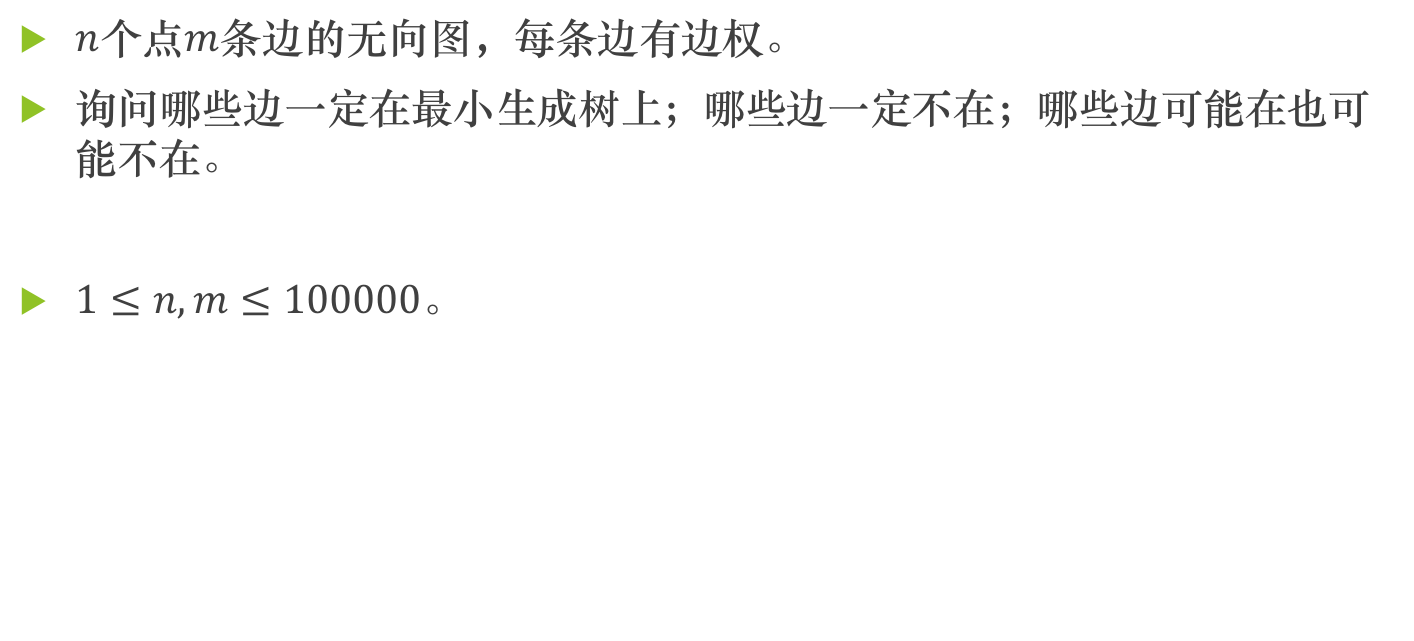 n个点m条边的无向图，每条边有边权。
询问哪些边一定在最小生成树上；哪些边一定不在；哪些边可能在也可
能不在。
1 ≤ n, m ≤ 100000。